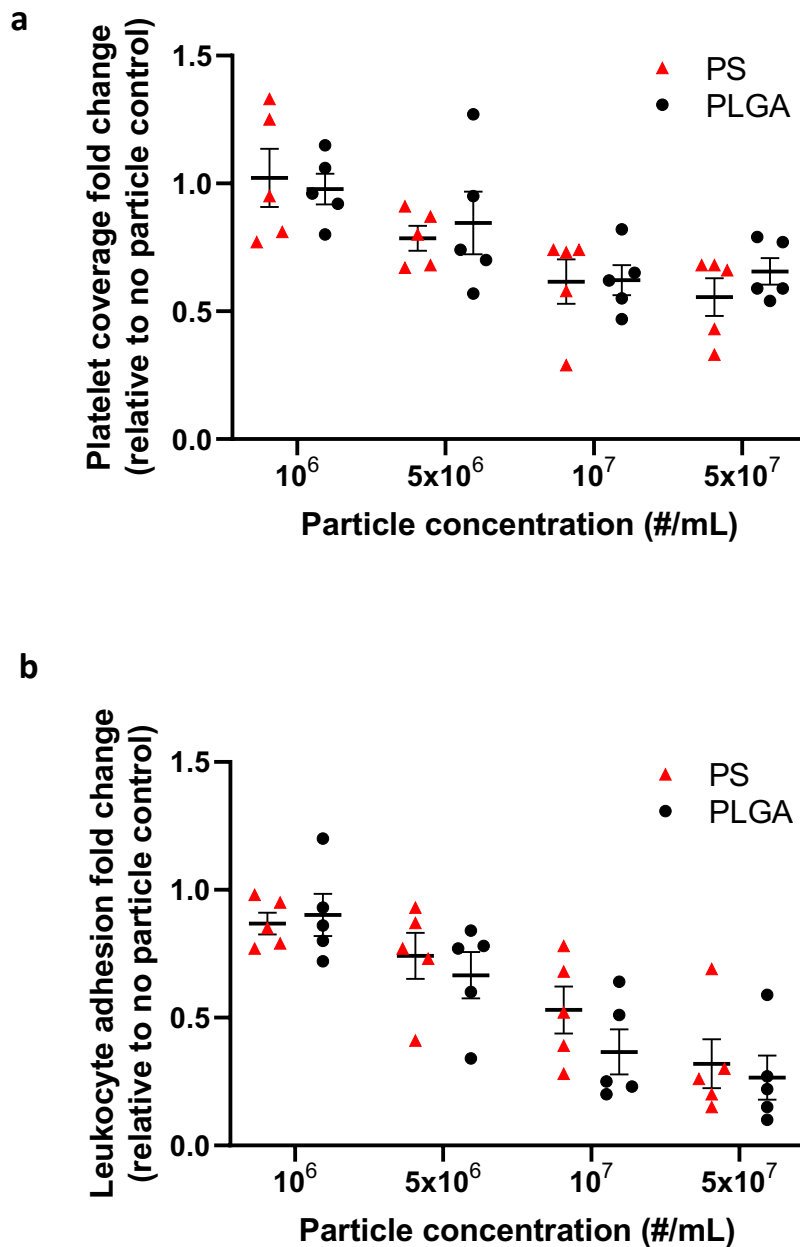 a
Platelet coverage fold change
(relative to no particle control)
1.5
1.0
0.5
0.0
PS
PLGA
10⁶
5x10⁶
10⁷
5x10⁷
Particle concentration (#/mL)
b
Leukocyte adhesion fold change
(relative to no particle control)
1.5
1.0
0.5
0.0
PS
PLGA
10⁶
5x10⁶
10⁷
5x10⁷
Particle concentration (#/mL)